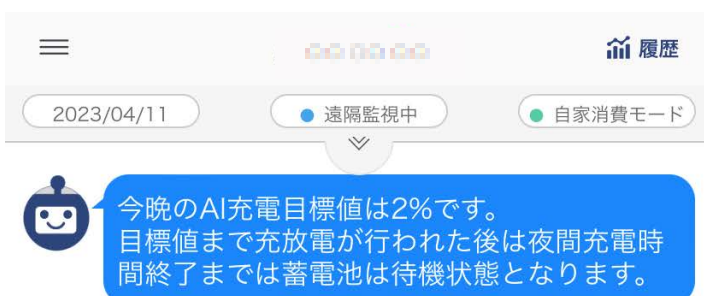 履歴
2023/04/11
遠隔監視中
自家消費モード
今晩のAI充電目標値は2%です。
目標値まで充放電が行われた後は夜間充電時
間終了までは蓄電池は待機状態となります。